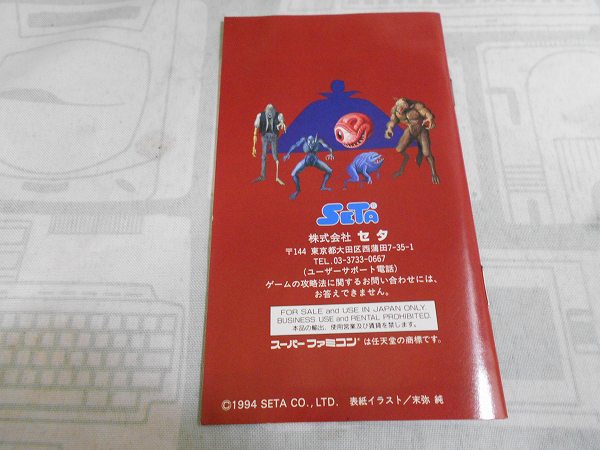 SETA®
株式会社 セタ
〒144 東京都大田区西蒲田7-35-1
TEL.03-3733-0667
(ユーザーサポート電話)
ゲームの攻略法に関するお問い合わせには、
お答えできません。
FOR SALE and USE IN JAPAN ONLY.
BUSINESS USE and RENTAL PROHIBITED.
本品の輸出、使用営業及び賃貸を禁じます。
スーパーファミコン®は任天堂の商標です。
©1994 SETA CO., LTD. 表紙イラスト/末弥 純